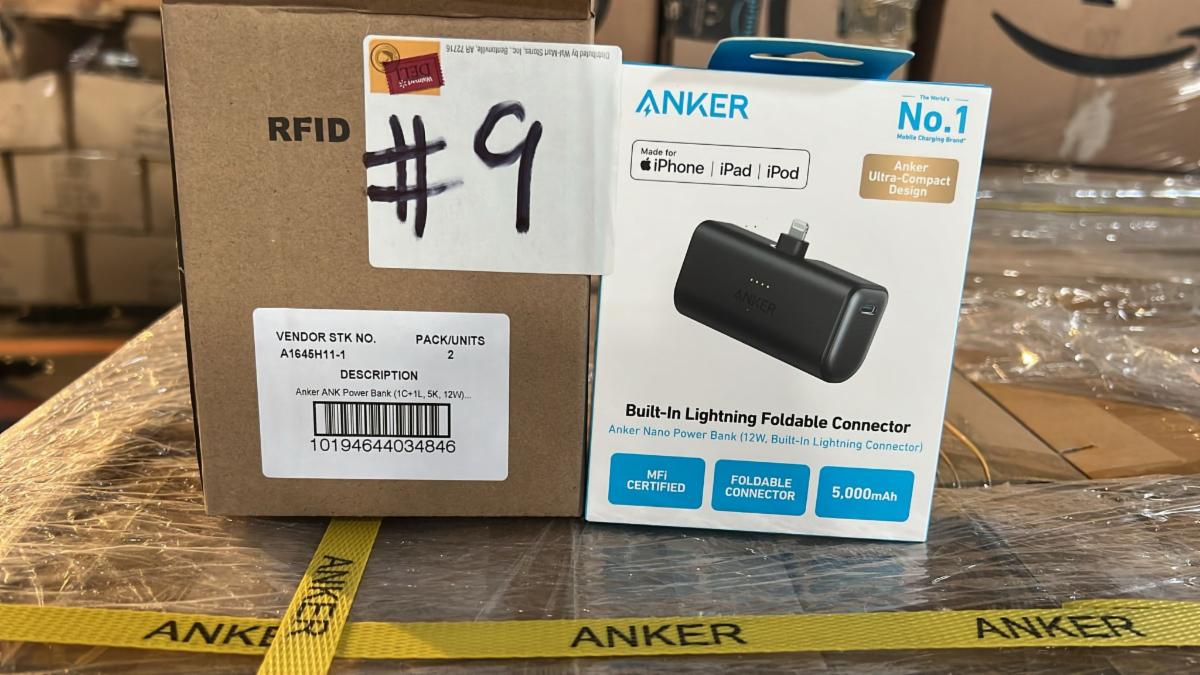 Distributed by Wal-Mart Stores, Inc., Bentonville, AR 72716
Walmart
DELI
RFID
#9
VENDOR STK NO. PACK/UNITS
A1645H11-1 2
DESCRIPTION
Anker ANK Power Bank (1C+1L, 5K, 12W)...
10194644034846
ANKER
The World's
No.1
Mobile Charging Brand*
Made for
iPhone | iPad | iPod
Anker
Ultra-Compact
Design
ANKER
Built-In Lightning Foldable Connector
Anker Nano Power Bank (12W, Built-In Lightning Connector)
MFi
CERTIFIED
FOLDABLE
CONNECTOR
5,000mAh
ANKER
ANKE
ANKER
ANKER